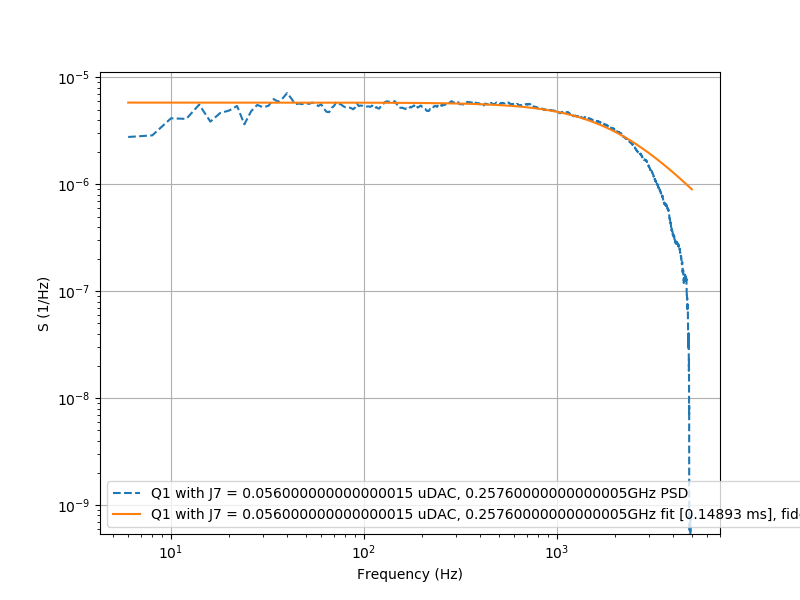 10⁻⁵
10⁻⁶
10⁻⁷
10⁻⁸
10⁻⁹
S (1/Hz)
Q1 with J7 = 0.056000000000000015 uDAC, 0.25760000000000005GHz PSD
Q1 with J7 = 0.056000000000000015 uDAC, 0.25760000000000005GHz fit [0.14893 ms], fid
10¹ 10² 10³
Frequency (Hz)